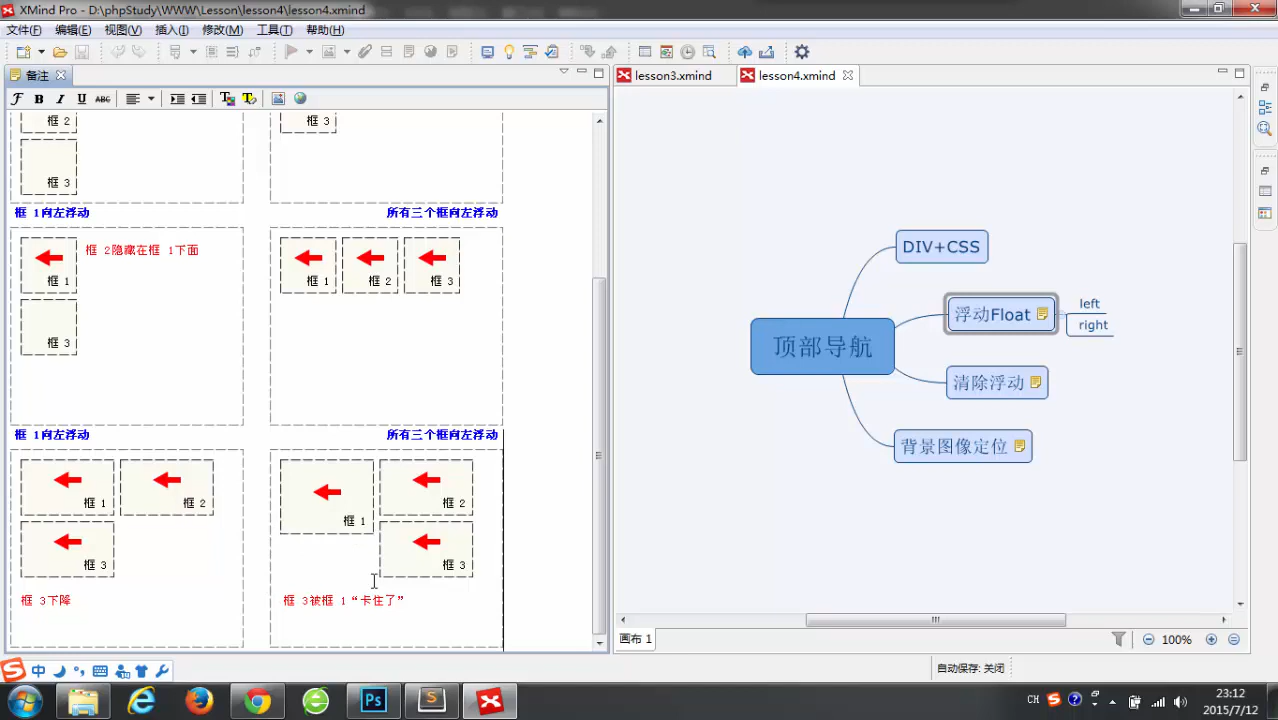 XMind Pro - D:\phpStudy\WWW\Lesson\lesson4\lesson4.xmind
文件(F) 编辑(E) 视图(V) 插入(I) 修改(M) 工具(T) 帮助(H)
备注
lesson3.xmind
lesson4.xmind
B I U ABC
框 2
框 3
框 3
框 1向左浮动
所有三个框向左浮动
框 2隐藏在框 1下面
框 1
框 3
框 1
框 2
框 3
框 1向左浮动
所有三个框向左浮动
框 1
框 2
框 3
框 3下降
框 1
框 2
框 3
框 3被框 1“卡住了”
DIV+CSS
浮动Float
left
right
顶部导航
清除浮动
背景图像定位
画布 1
100%
中
自动保存: 关闭
Ps
S
CH
23:12
2015/7/12